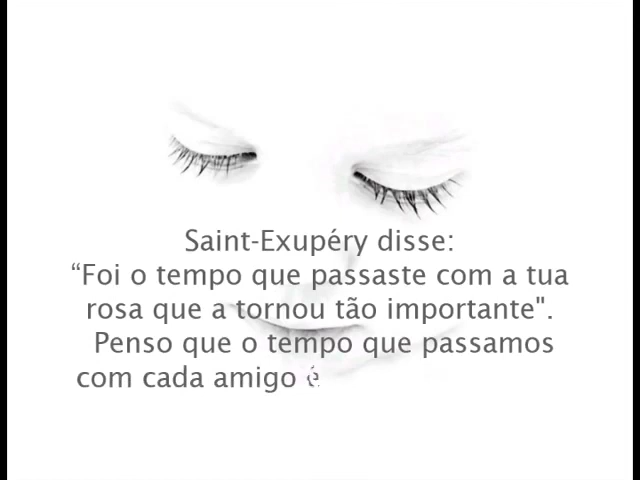 Saint-Exupéry disse:
“Foi o tempo que passaste com a tua
rosa que a tornou tão importante".
Penso que o tempo que passamos
com cada amigo é